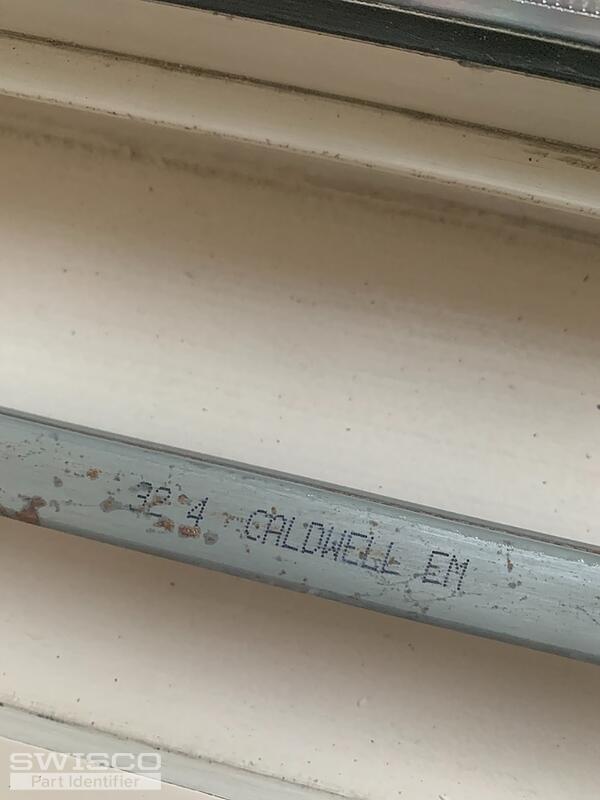 32 4 CALDWELL EM
SWISCO
Part Identifier